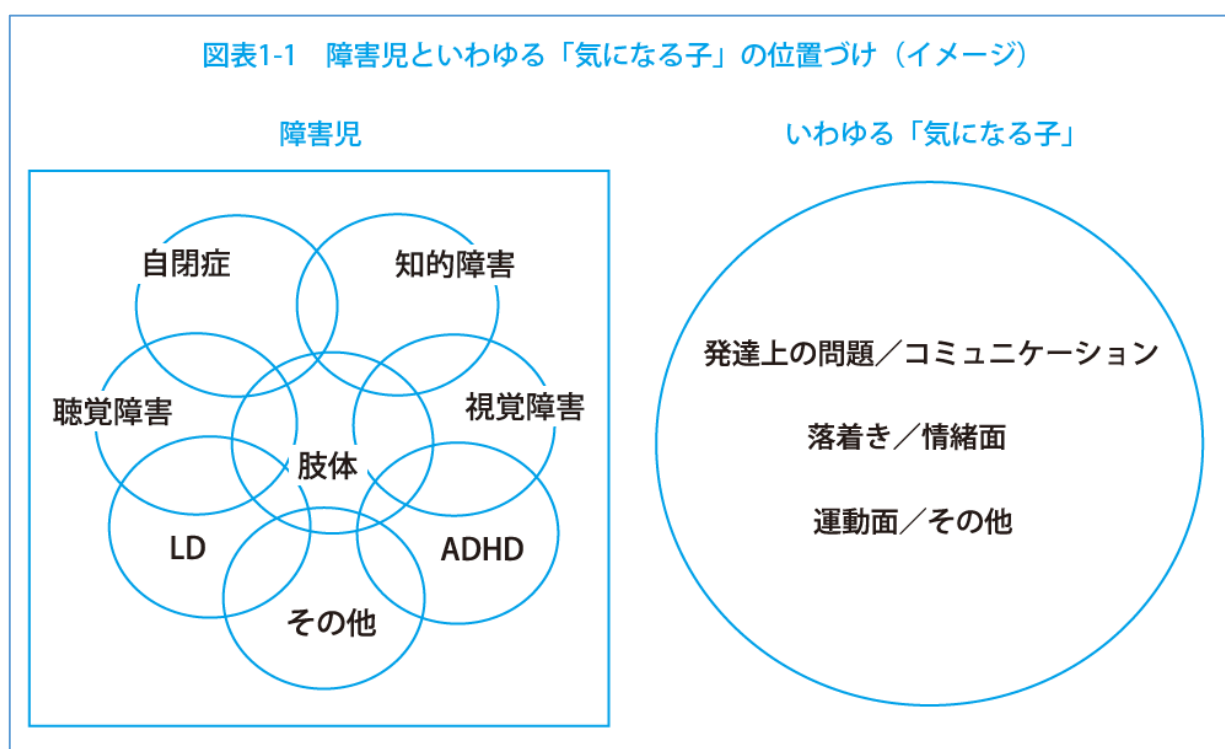 図表1-1 障害児といわゆる「気になる子」の位置づけ（イメージ）
障害児
自閉症
知的障害
聴覚障害
視覚障害
肢体
LD
ADHD
その他
いわゆる「気になる子」
発達上の問題／コミュニケーション
落着き／情緒面
運動面／その他